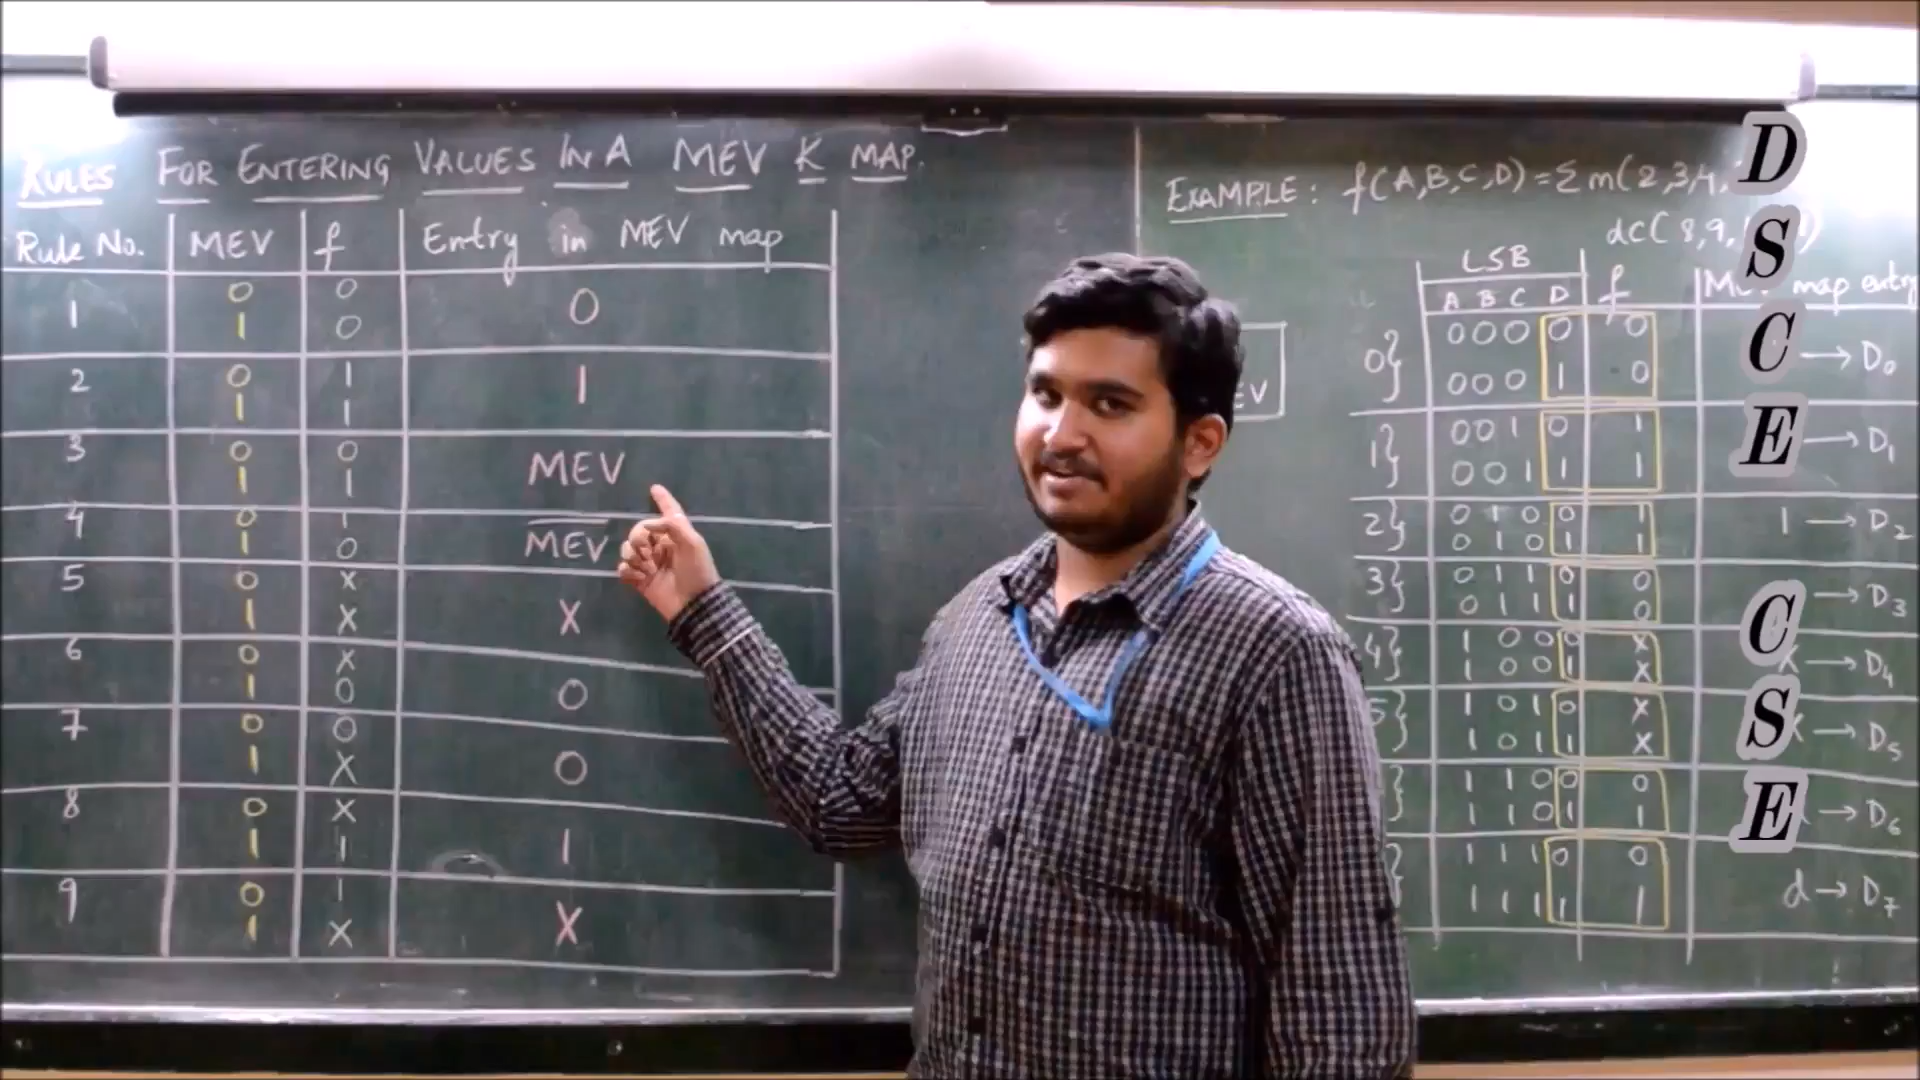 RULES FOR ENTERING VALUES IN A MEV K MAP.
Rule No. MEV f Entry in MEV map
1 0 0 0
1 0
2 0 1 1
1 1
3 0 0 MEV
1 1
4 0 1 M̅E̅V̅
1 0
5 0 X X
1 X
6 0 X 0
1 0
7 0 0 0
1 X
8 0 X 1
1 1
9 0 1 X
1 X
EXAMPLE: f(A,B,C,D) = Σ m(2,3,4,
dc(8,9,
LSB
A B C D f map entry
EV
0} 0 0 0 0 0 → D₀
0 0 0 1 0
1} 0 0 1 0 1 → D₁
0 0 1 1 1
2} 0 1 0 0 1 1 → D₂
0 1 0 1 1
3} 0 1 1 0 0 → D₃
0 1 1 1 0
4} 1 0 0 0 X X → D₄
1 0 0 1 X
5} 1 0 1 0 X X → D₅
1 0 1 1 X
} 1 1 0 0 0 → D₆
1 1 0 1 1
} 1 1 1 0 0 d → D₇
1 1 1 1 1
D
S
C
E
C
S
E